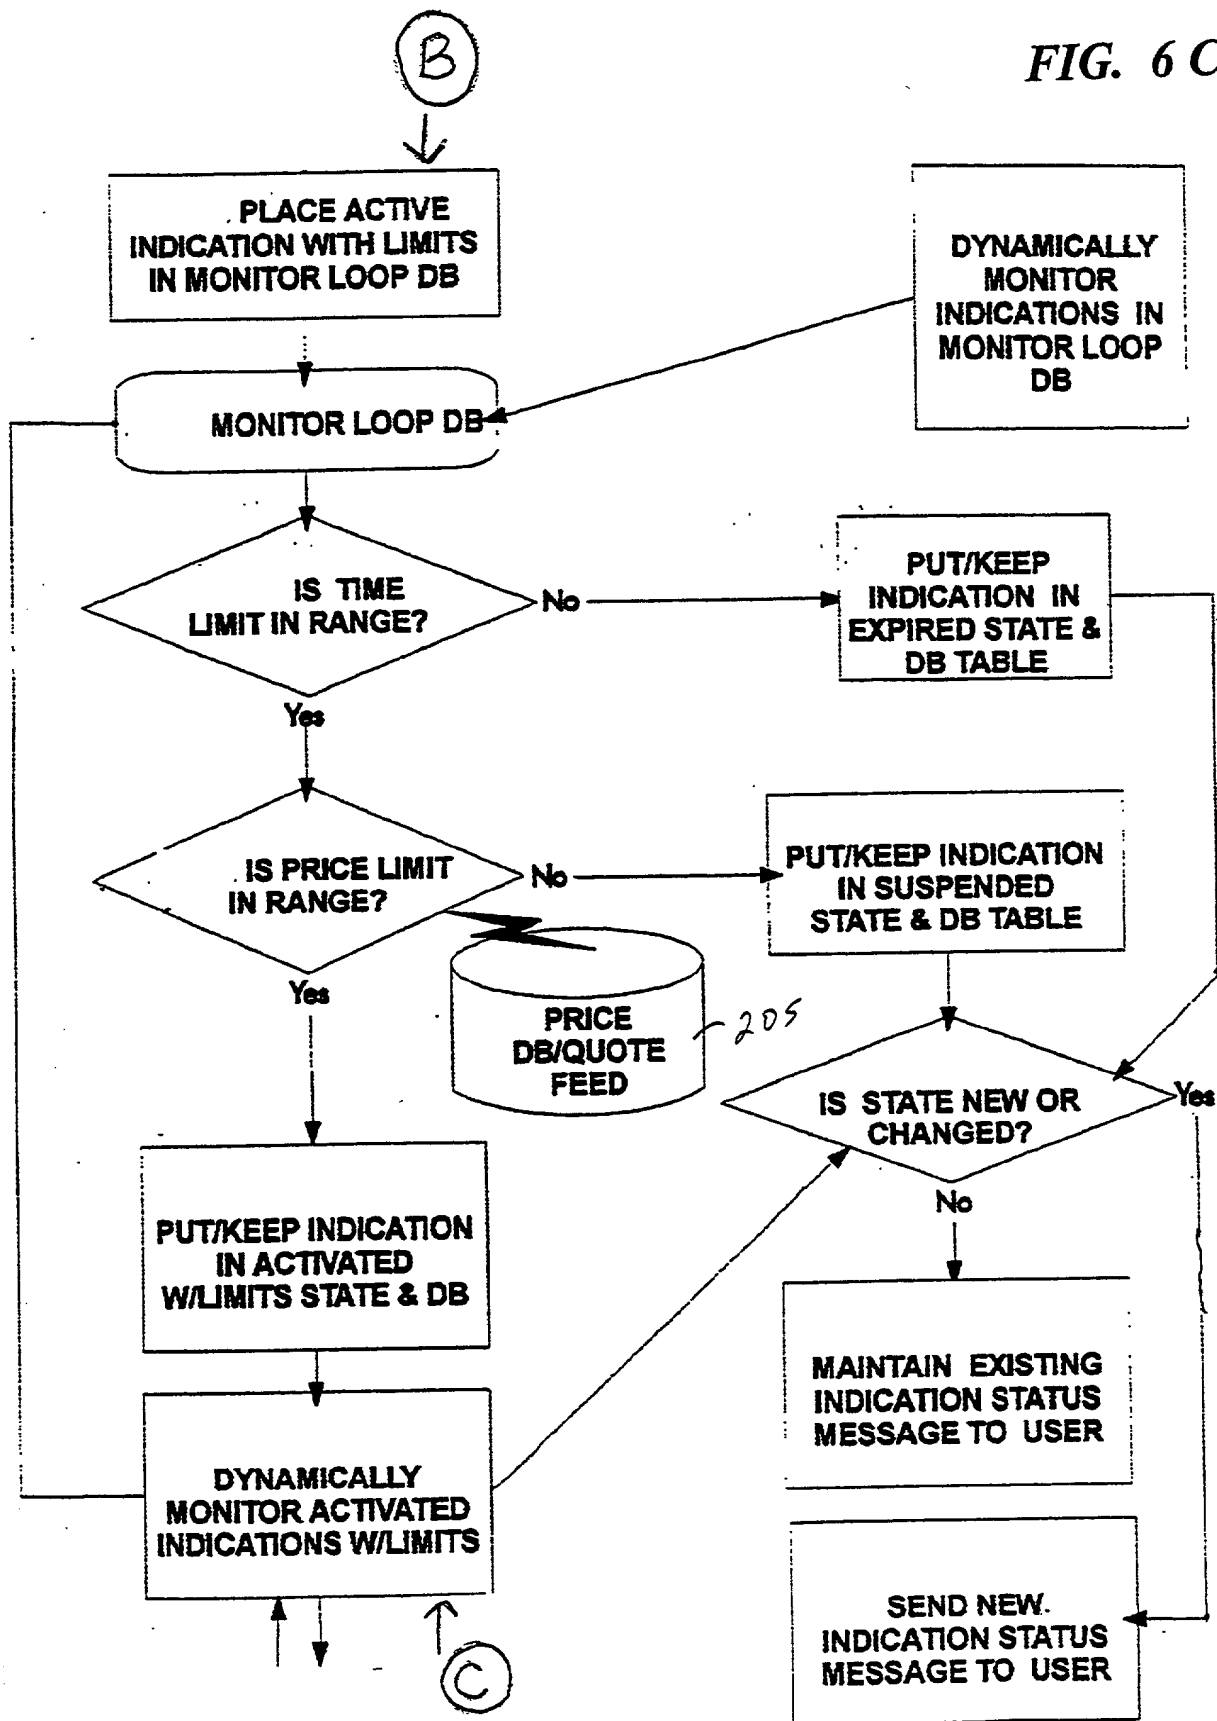 B
FIG. 6 C
PLACE ACTIVE
INDICATION WITH LIMITS
IN MONITOR LOOP DB
DYNAMICALLY
MONITOR
INDICATIONS IN
MONITOR LOOP
DB
MONITOR LOOP DB
IS TIME
LIMIT IN RANGE?
No
PUT/KEEP
INDICATION IN
EXPIRED STATE &
DB TABLE
Yes
IS PRICE LIMIT
IN RANGE?
No
PUT/KEEP INDICATION
IN SUSPENDED
STATE & DB TABLE
Yes
PRICE
DB/QUOTE
FEED
205
IS STATE NEW OR
CHANGED?
Yes
No
PUT/KEEP INDICATION
IN ACTIVATED
W/LIMITS STATE & DB
MAINTAIN EXISTING
INDICATION STATUS
MESSAGE TO USER
DYNAMICALLY
MONITOR ACTIVATED
INDICATIONS W/LIMITS
SEND NEW.
INDICATION STATUS
MESSAGE TO USER
C